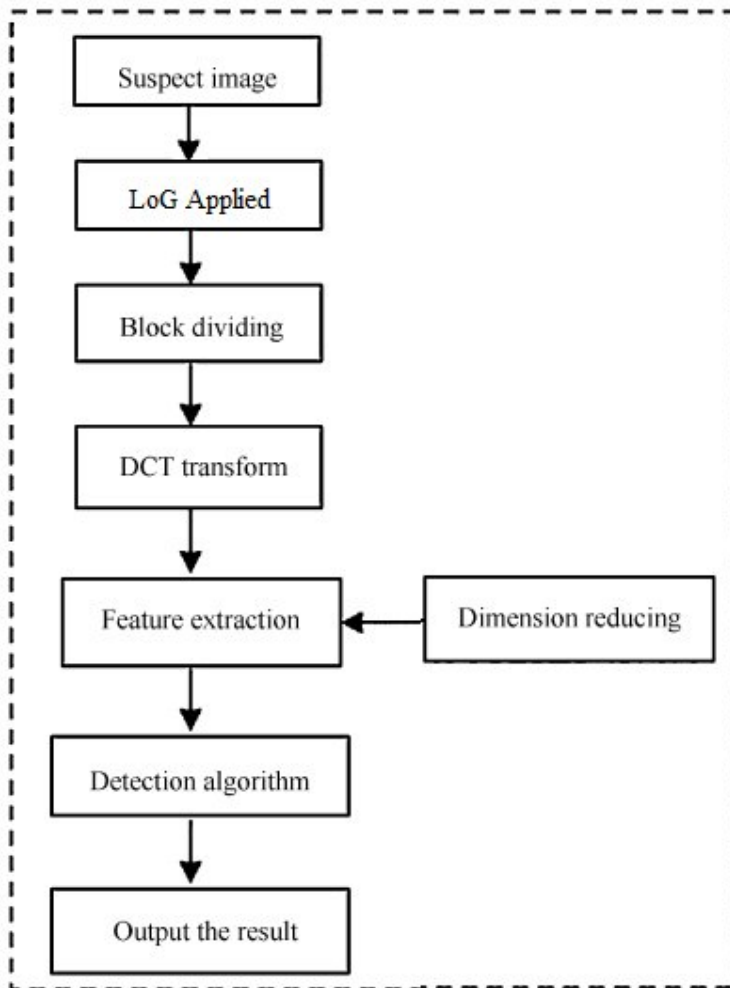 Suspect image
LoG Applied
Block dividing
DCT transform
Feature extraction
Dimension reducing
Detection algorithm
Output the result